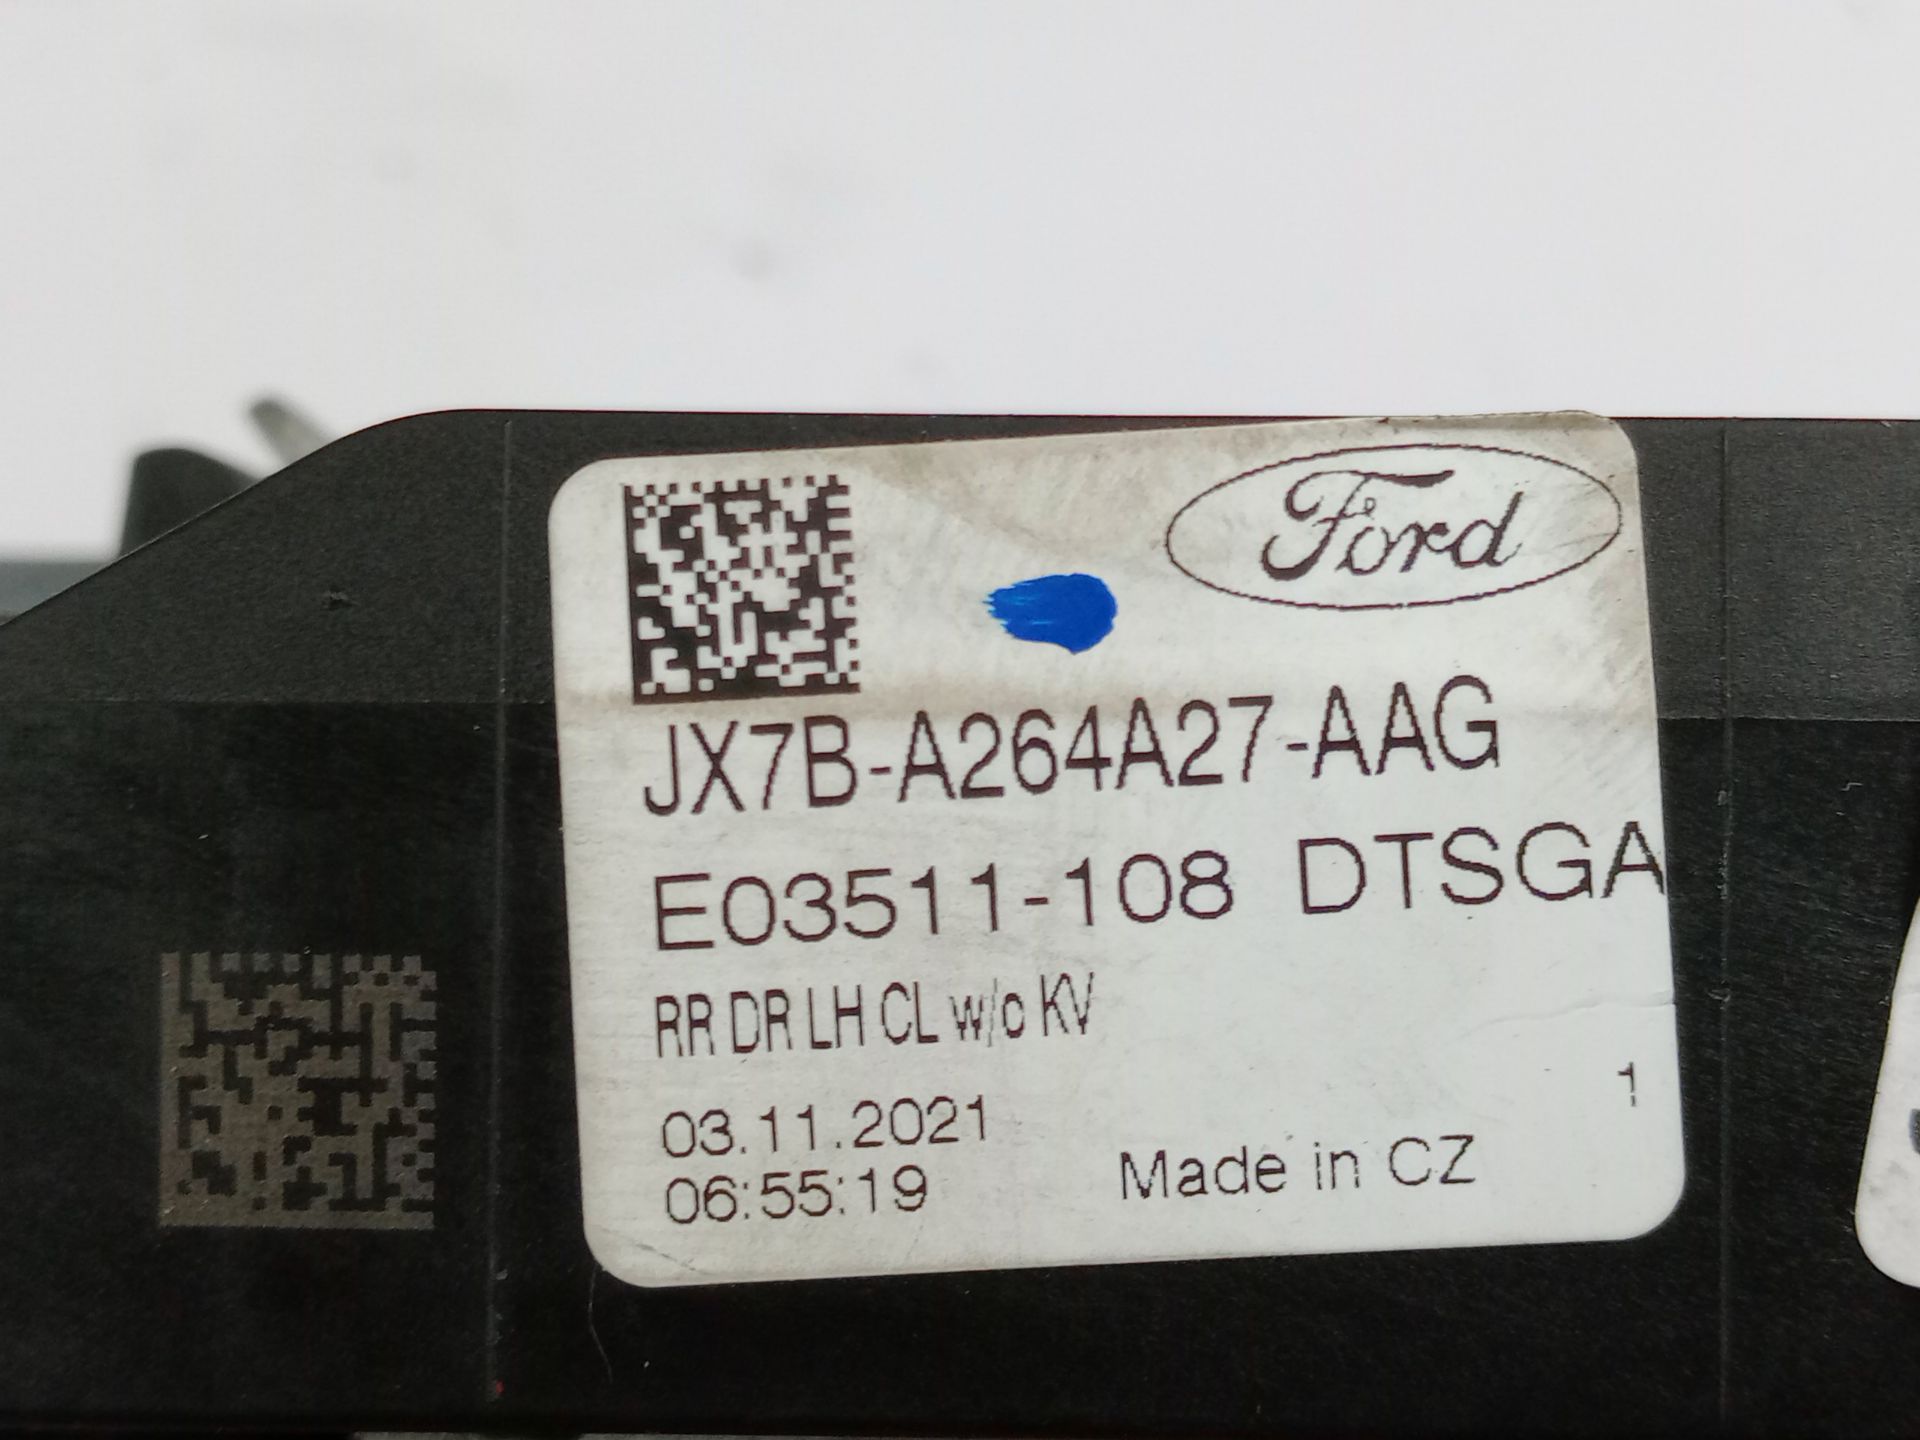 Ford
JX7B-A264A27-AAG
E03511-108 DTSGA
RR DR LH CL w/o KV
1
03.11.2021
06:55:19
Made in CZ